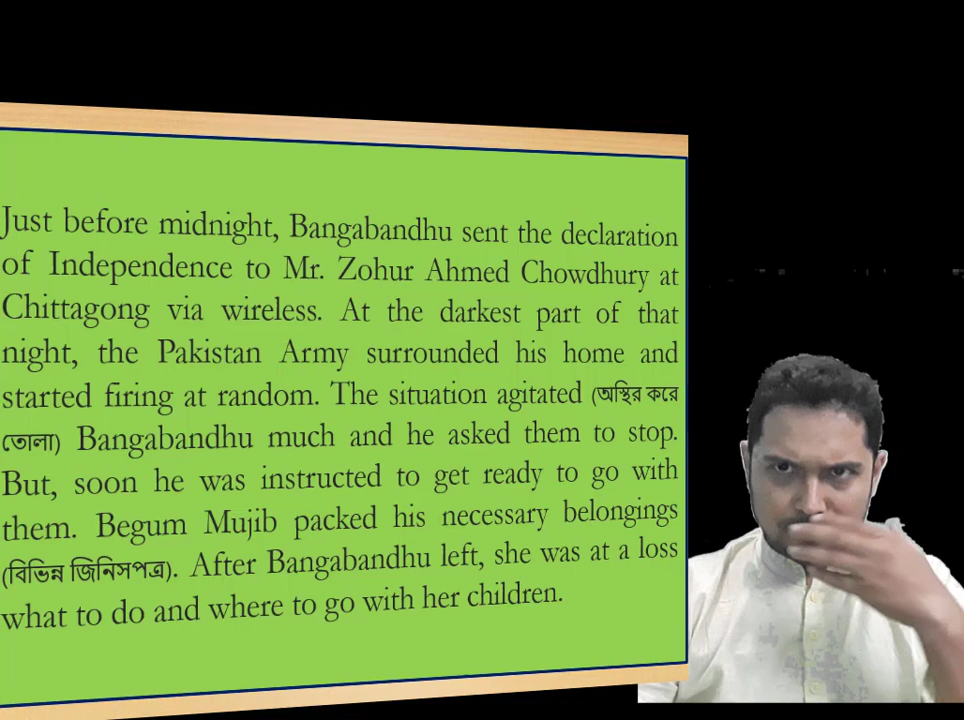 Just before midnight, Bangabandhu sent the declaration
of Independence to Mr. Zohur Ahmed Chowdhury at
Chittagong via wireless. At the darkest part of that
night, the Pakistan Army surrounded his home and
started firing at random. The situation agitated (অস্থির করে
তোলা) Bangabandhu much and he asked them to stop.
But, soon he was instructed to get ready to go with
them. Begum Mujib packed his necessary belongings
(বিভিন্ন জিনিসপত্র). After Bangabandhu left, she was at a loss
what to do and where to go with her children.